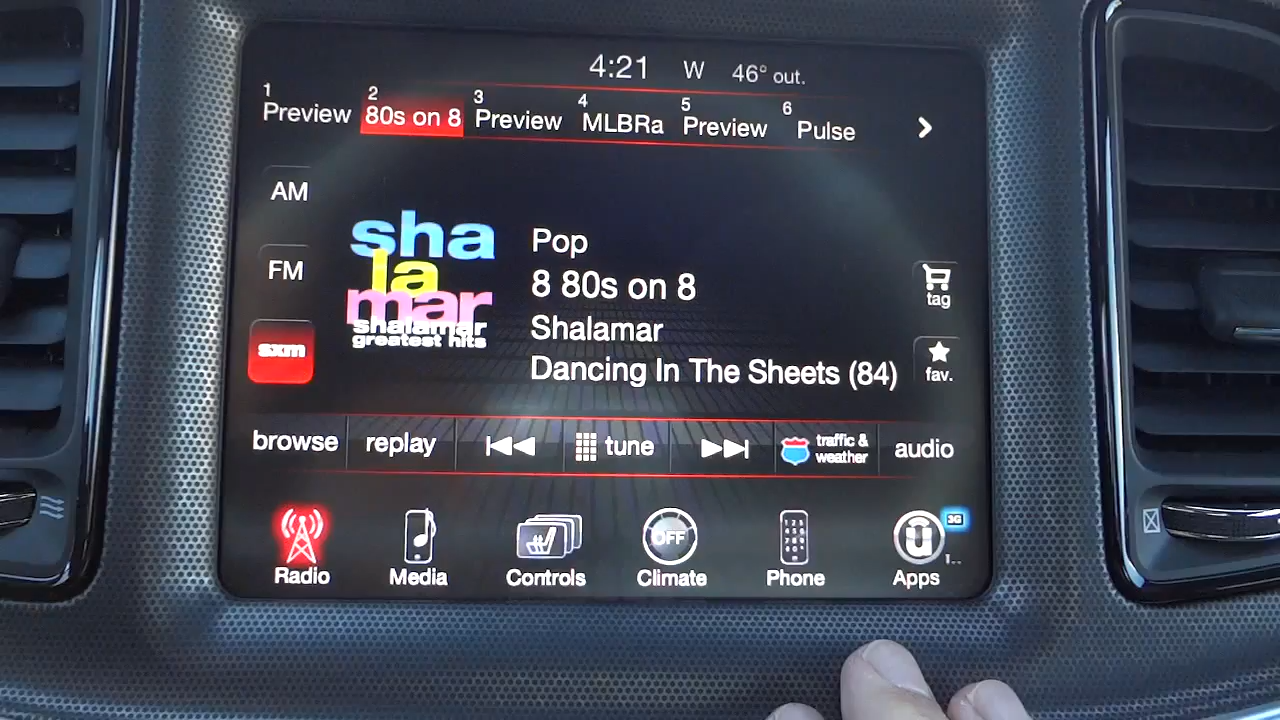 4:21 W 46° out.
1 2 3 4 5 6
Preview 80s on 8 Preview MLBRa Preview Pulse
AM
FM
sxm
sha
la
mar
shalamar
greatest hits
Pop
8 80s on 8
Shalamar
Dancing In The Sheets (84)
tag
fav.
browse replay tune traffic & weather audio
OFF
3G
1..
Radio Media Controls Climate Phone Apps